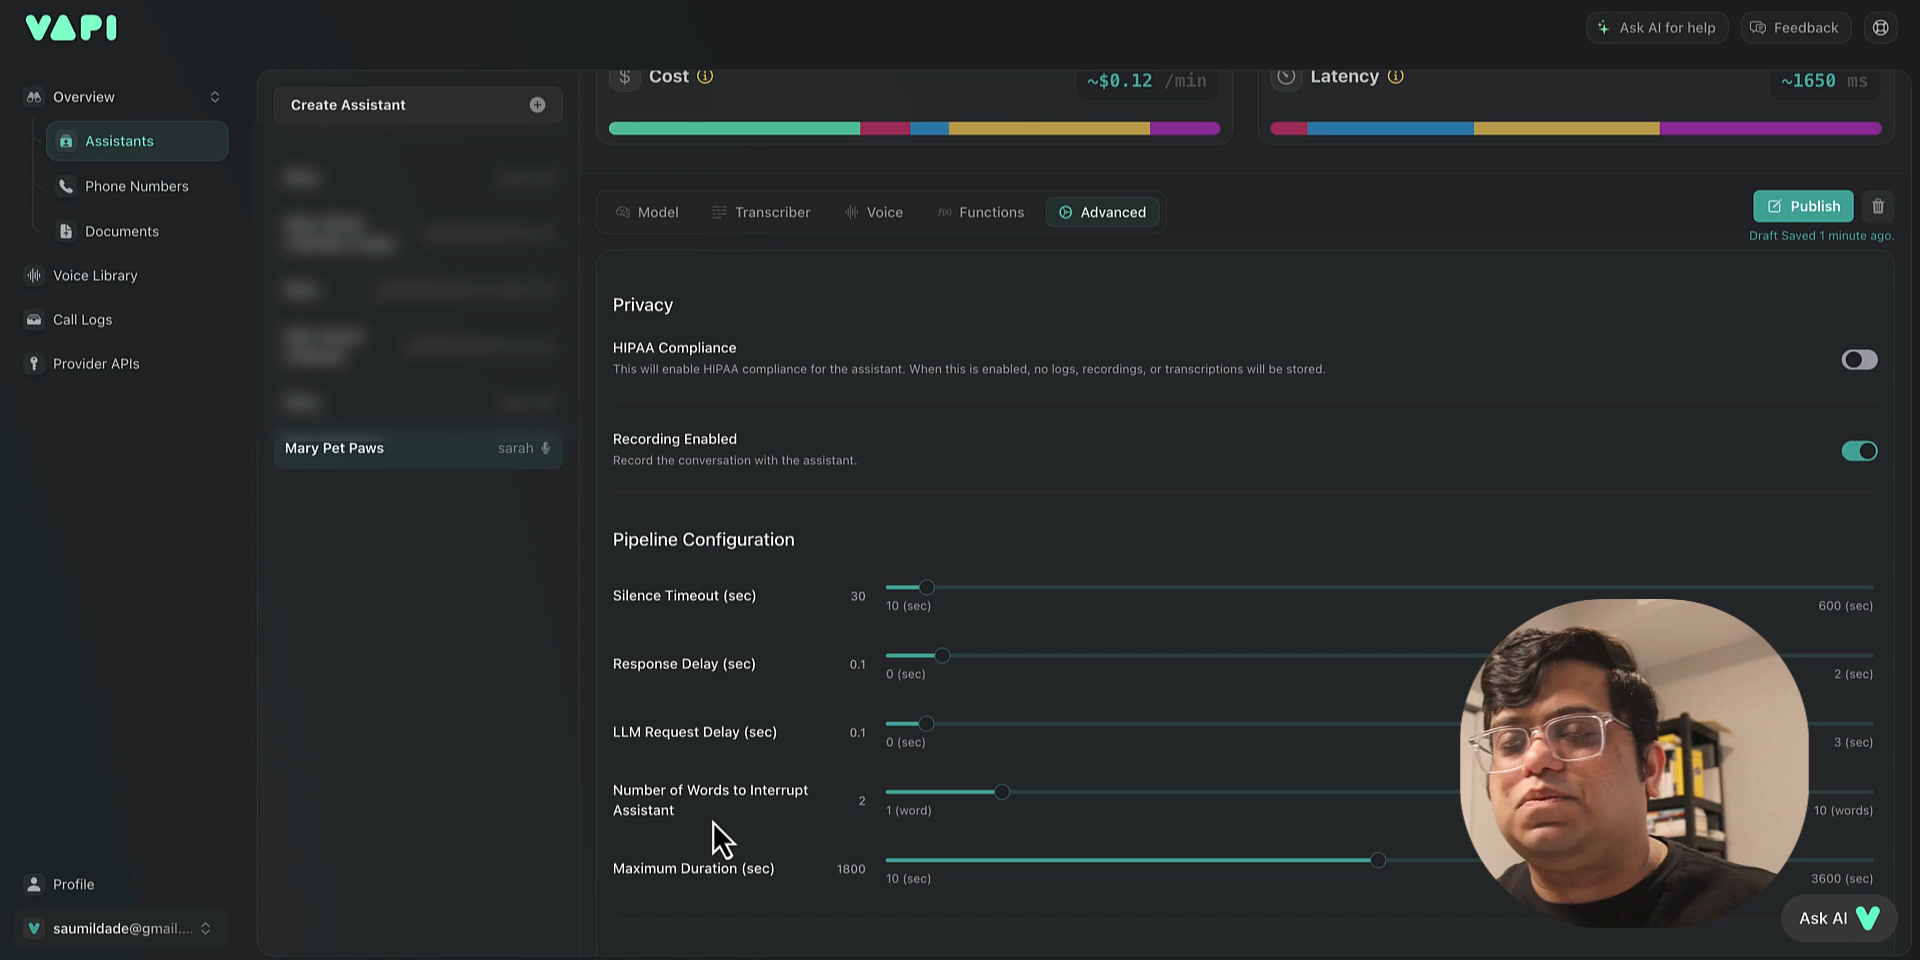 VAPI
Ask AI for help
Feedback
Overview
Assistants
Phone Numbers
Documents
Voice Library
Call Logs
Provider APIs
Profile
saumildade@gmail....
Create Assistant
Mary Pet Paws
sarah
Cost
~$0.12 /min
Latency
~1650 ms
Model
Transcriber
Voice
f(x) Functions
Advanced
Publish
Draft Saved 1 minute ago.
Privacy
HIPAA Compliance
This will enable HIPAA compliance for the assistant. When this is enabled, no logs, recordings, or transcriptions will be stored.
Recording Enabled
Record the conversation with the assistant.
Pipeline Configuration
Silence Timeout (sec)
30
10 (sec)
600 (sec)
Response Delay (sec)
0.1
0 (sec)
2 (sec)
LLM Request Delay (sec)
0.1
0 (sec)
3 (sec)
Number of Words to Interrupt
Assistant
2
1 (word)
10 (words)
Maximum Duration (sec)
1800
10 (sec)
3600 (sec)
Ask AI